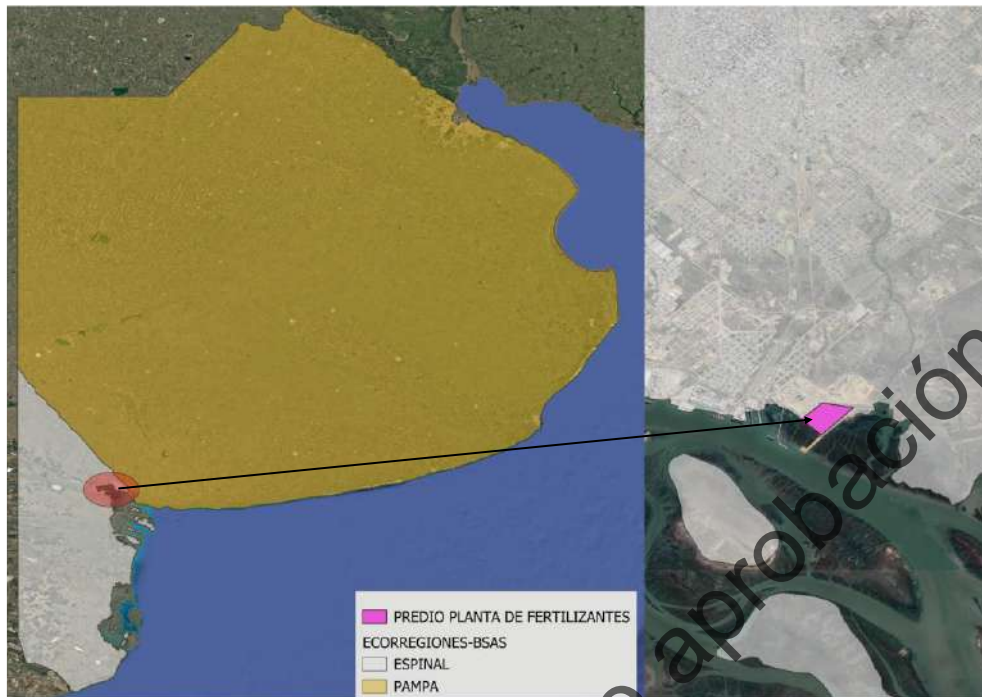 PREDIO PLANTA DE FERTILIZANTES
ECORREGIONES-BSAS
ESPINAL
PAMPA
o aprobación